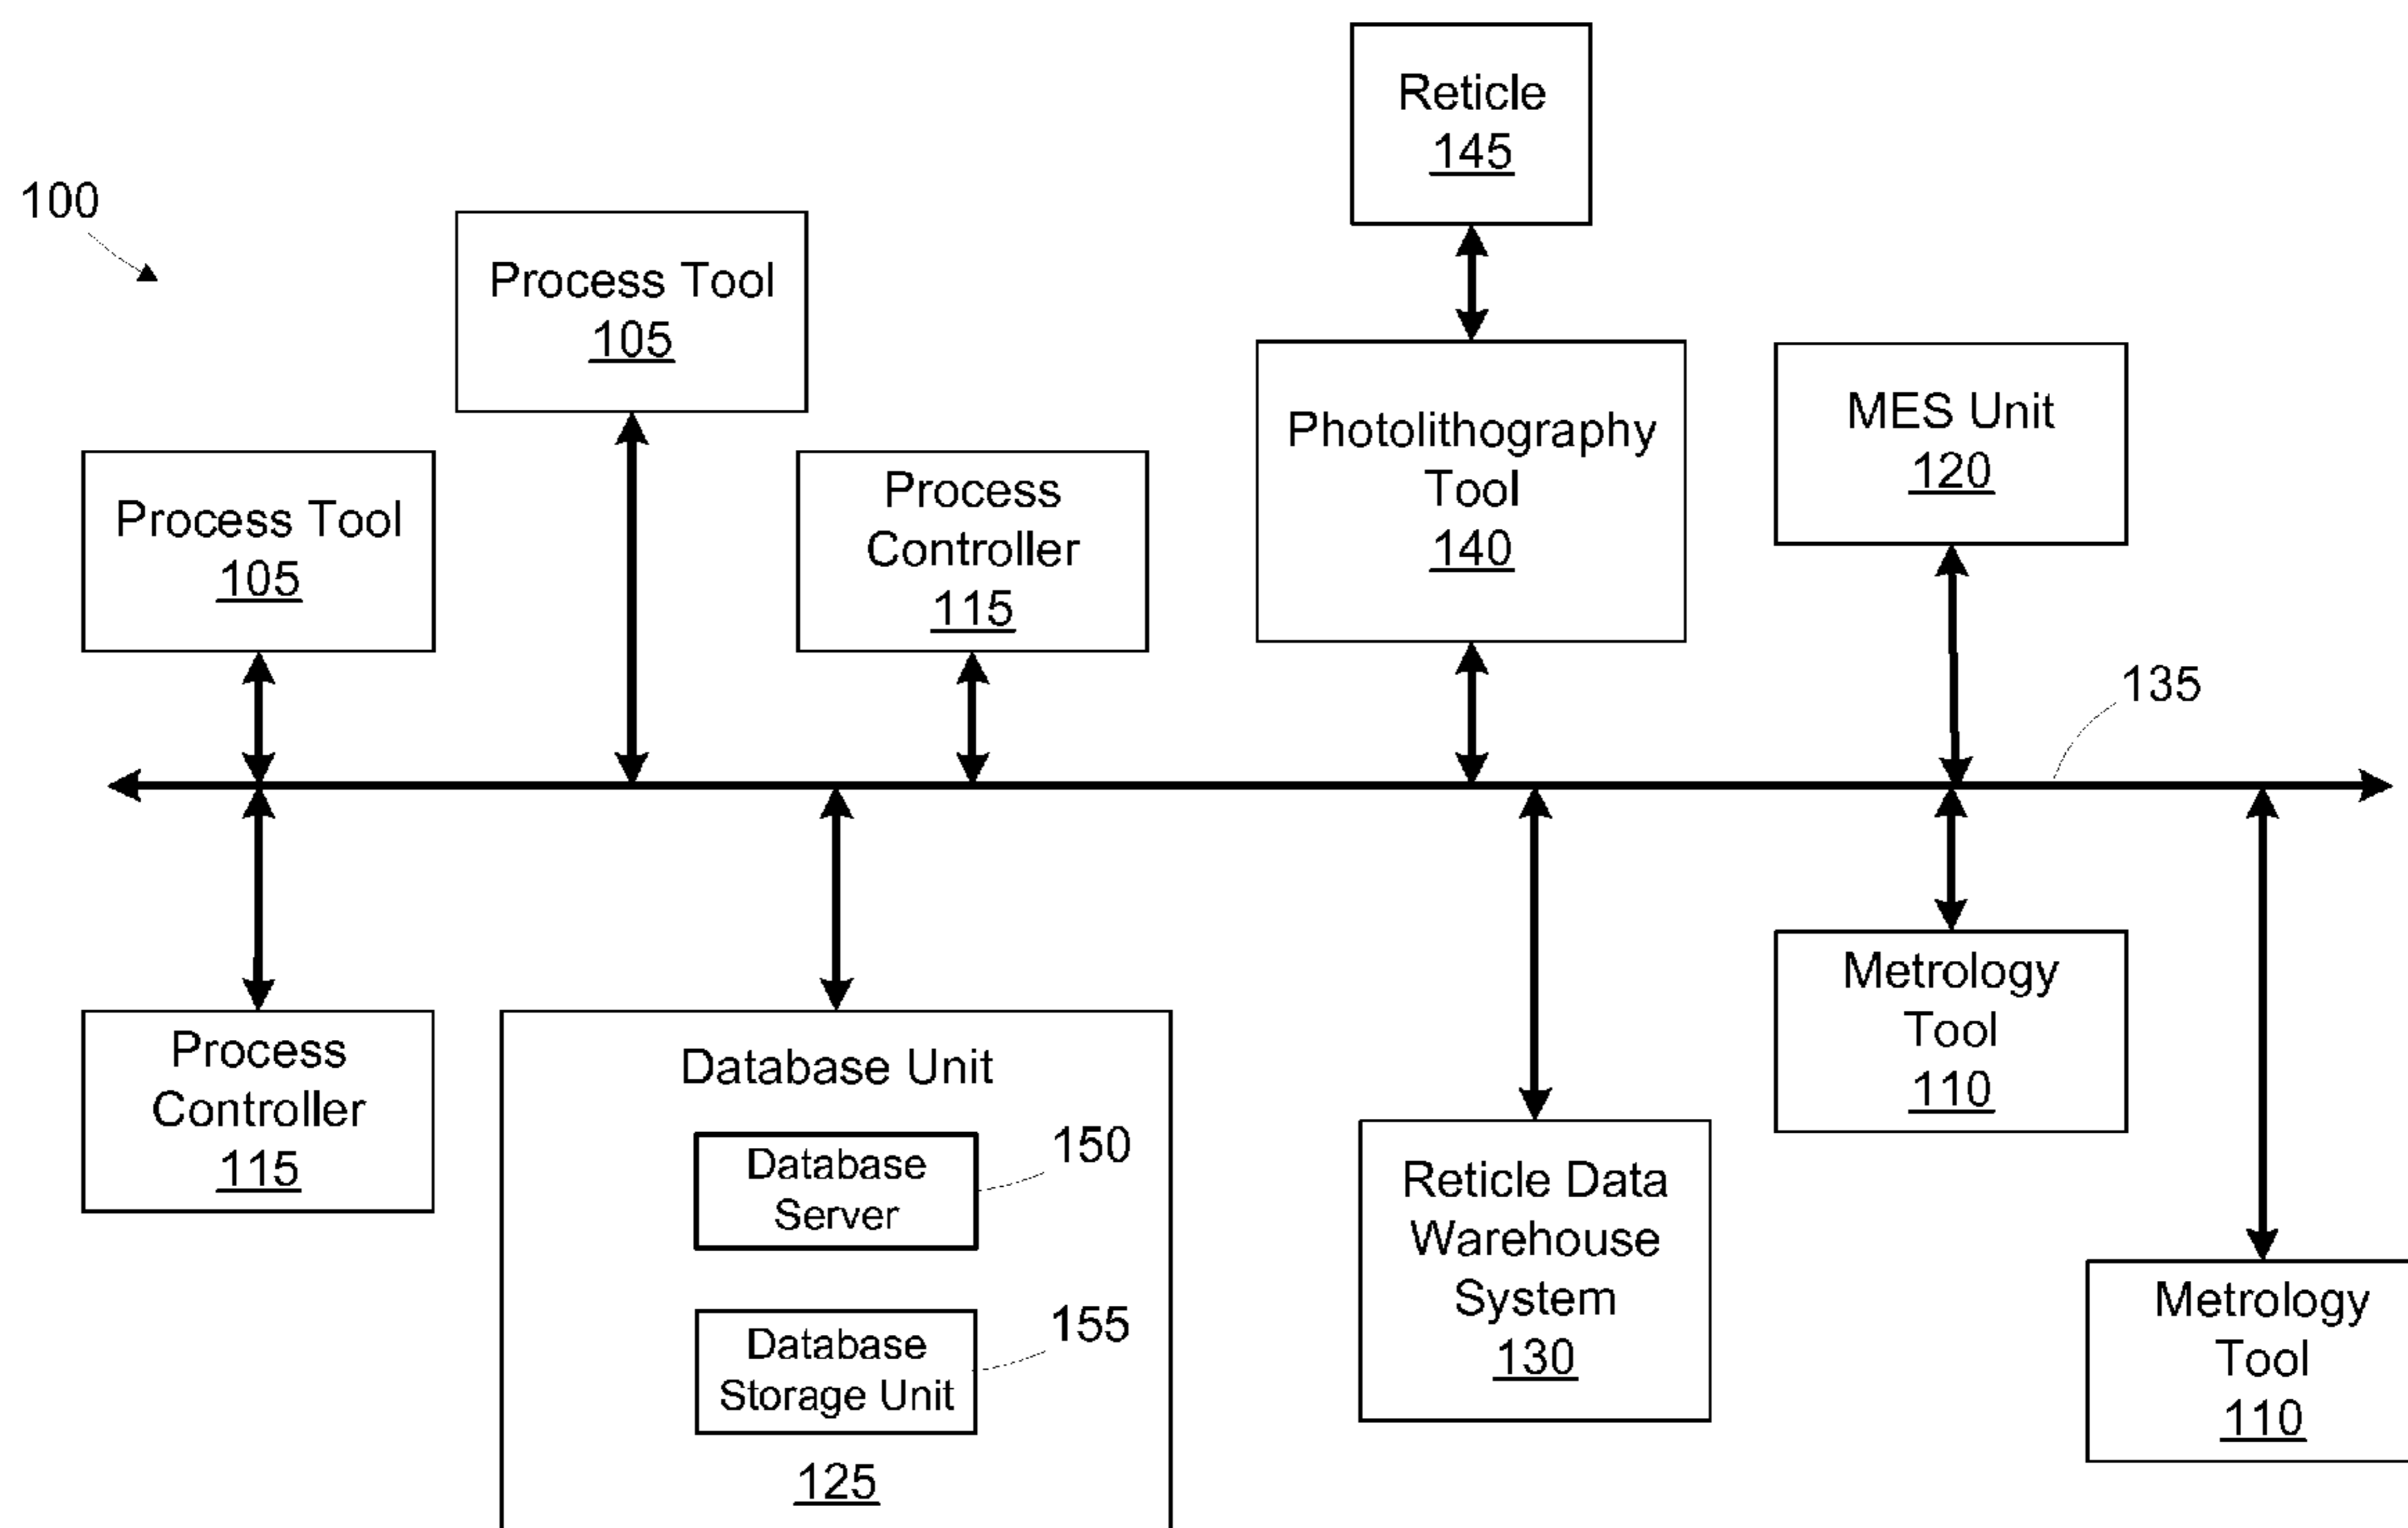 Reticle
145
100
Process Tool
105
Photolithography
Tool
140
MES Unit
120
Process Tool
105
Process
Controller
115
135
Process
Controller
115
Database Unit
Database
Server
150
Database
Storage Unit
155
125
Reticle Data
Warehouse
System
130
Metrology
Tool
110
Metrology
Tool
110